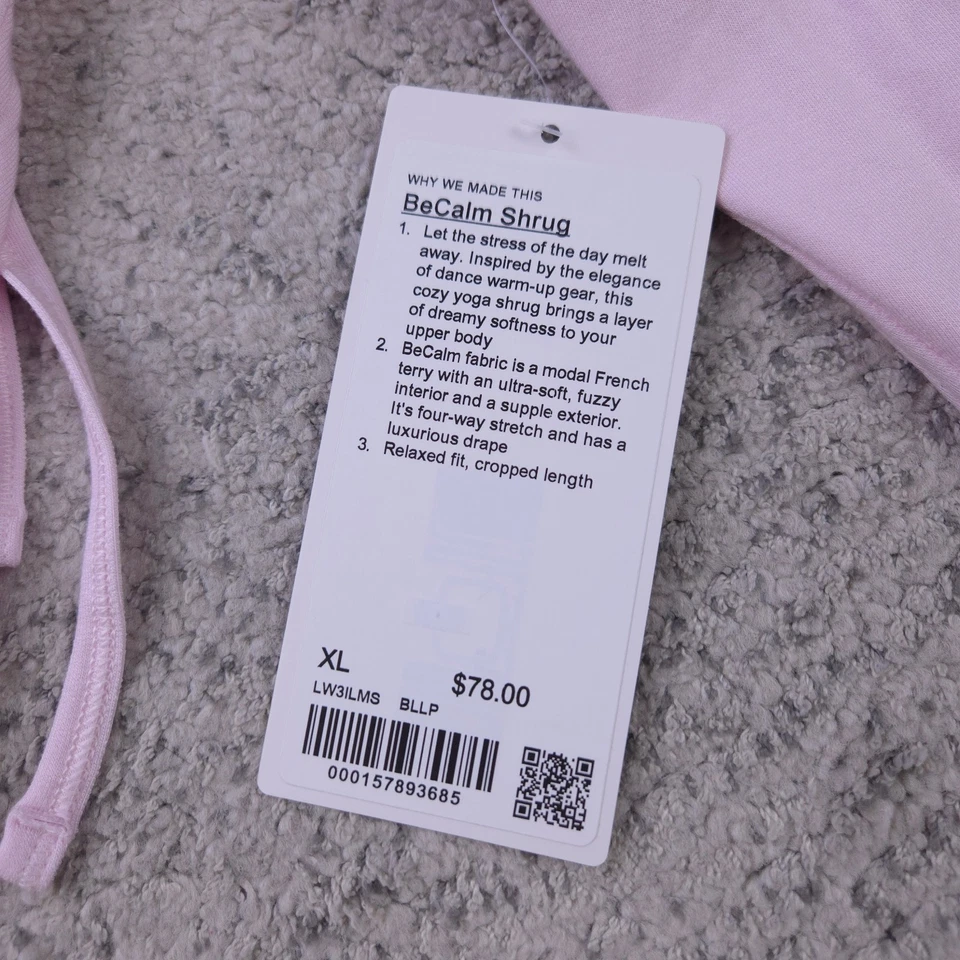 WHY WE MADE THIS
BeCalm Shrug
1. Let the stress of the day melt
away. Inspired by the elegance
of dance warm-up gear, this
cozy yoga shrug brings a layer
of dreamy softness to your
upper body
2. BeCalm fabric is a modal French
terry with an ultra-soft, fuzzy
interior and a supple exterior.
It's four-way stretch and has a
luxurious drape
3. Relaxed fit, cropped length
XL $78.00
LW3ILMS BLLP
000157893685